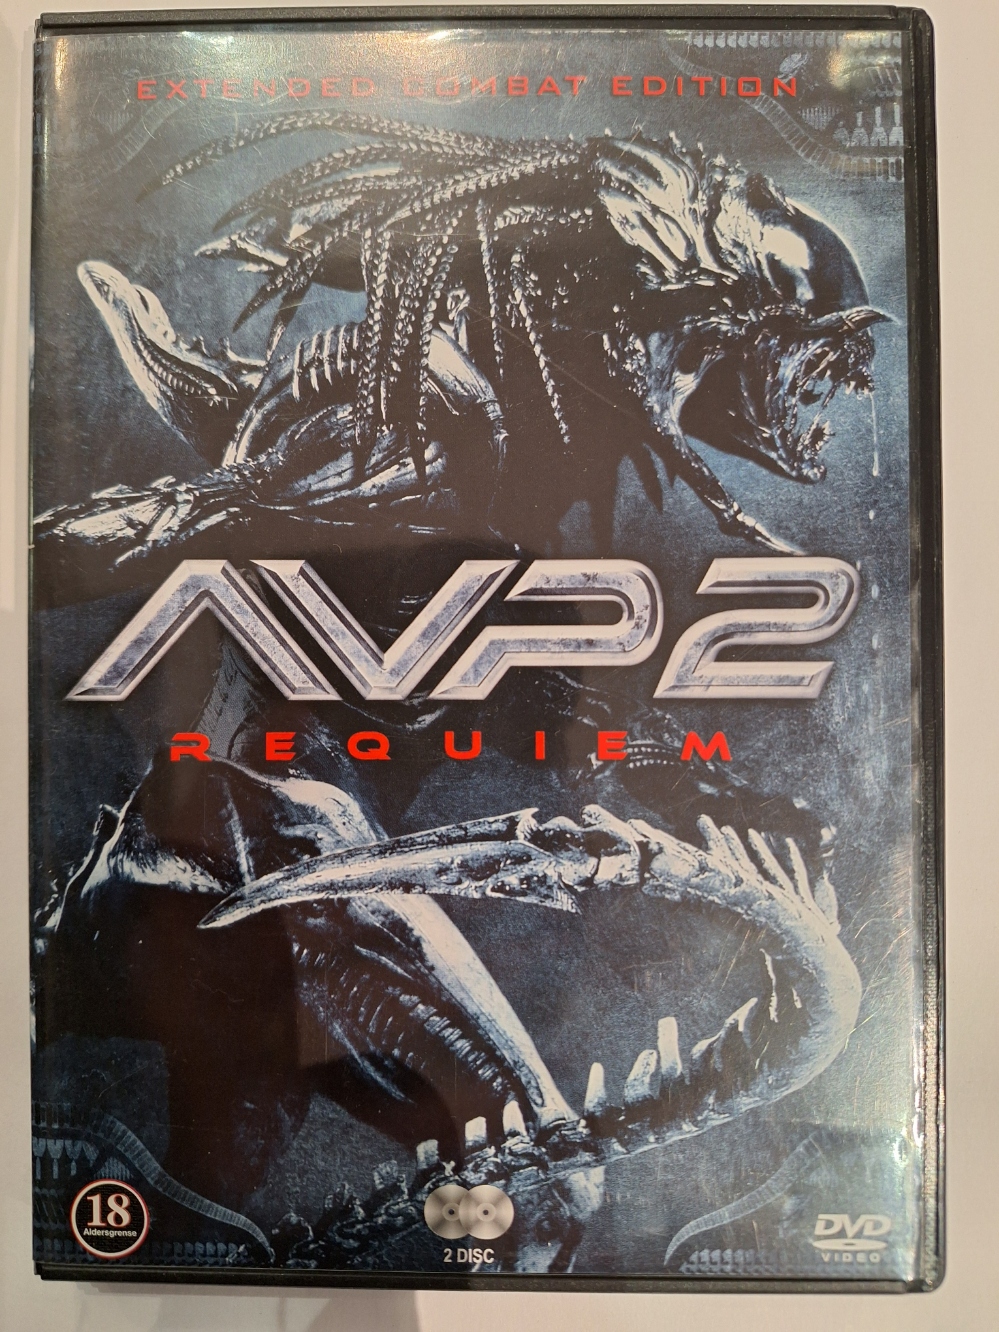 EXTENDED COMBAT EDITION
AVP2
REQUIEM
18
Aldersgrense
2 DISC
DVD
VIDEO